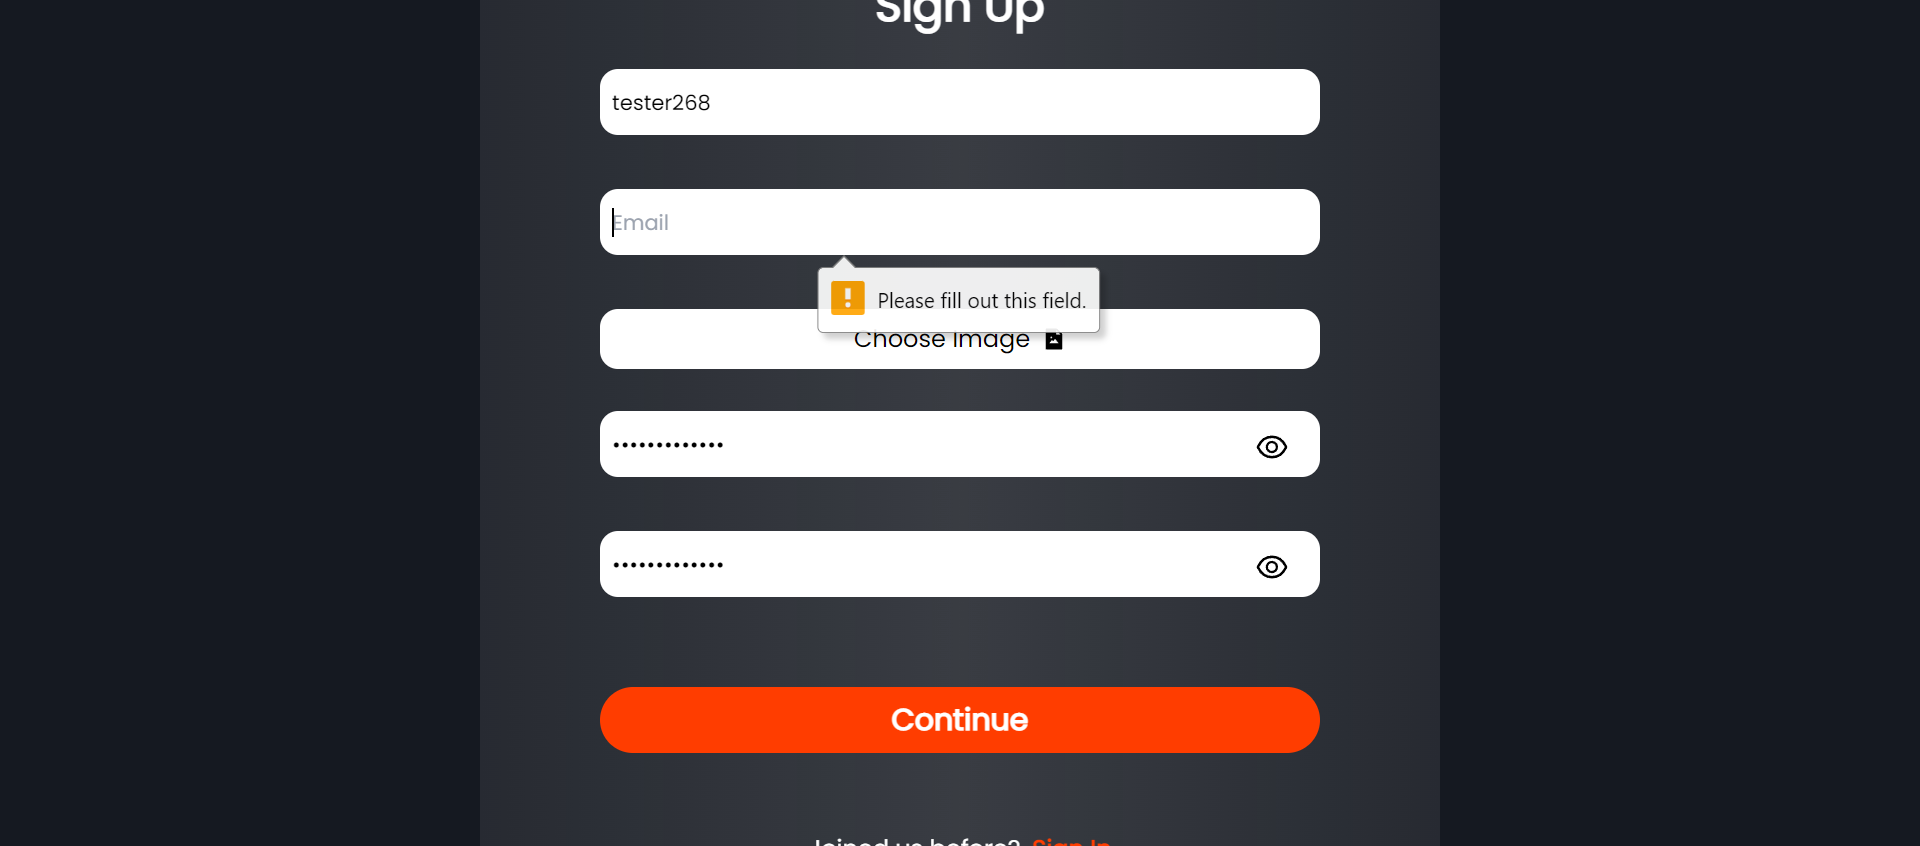 Sign Up
tester268
Email
Please fill out this field.
Choose Image
•••••••••••••
•••••••••••••
Continue
Joined us before? Sign In